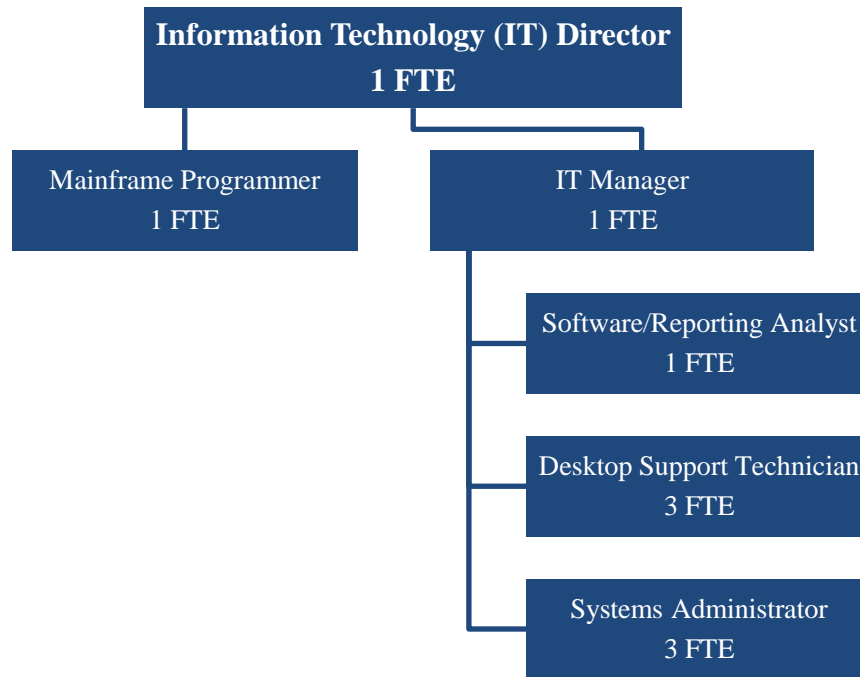 Information Technology (IT) Director
1 FTE
Mainframe Programmer
1 FTE
IT Manager
1 FTE
Software/Reporting Analyst
1 FTE
Desktop Support Technician
3 FTE
Systems Administrator
3 FTE